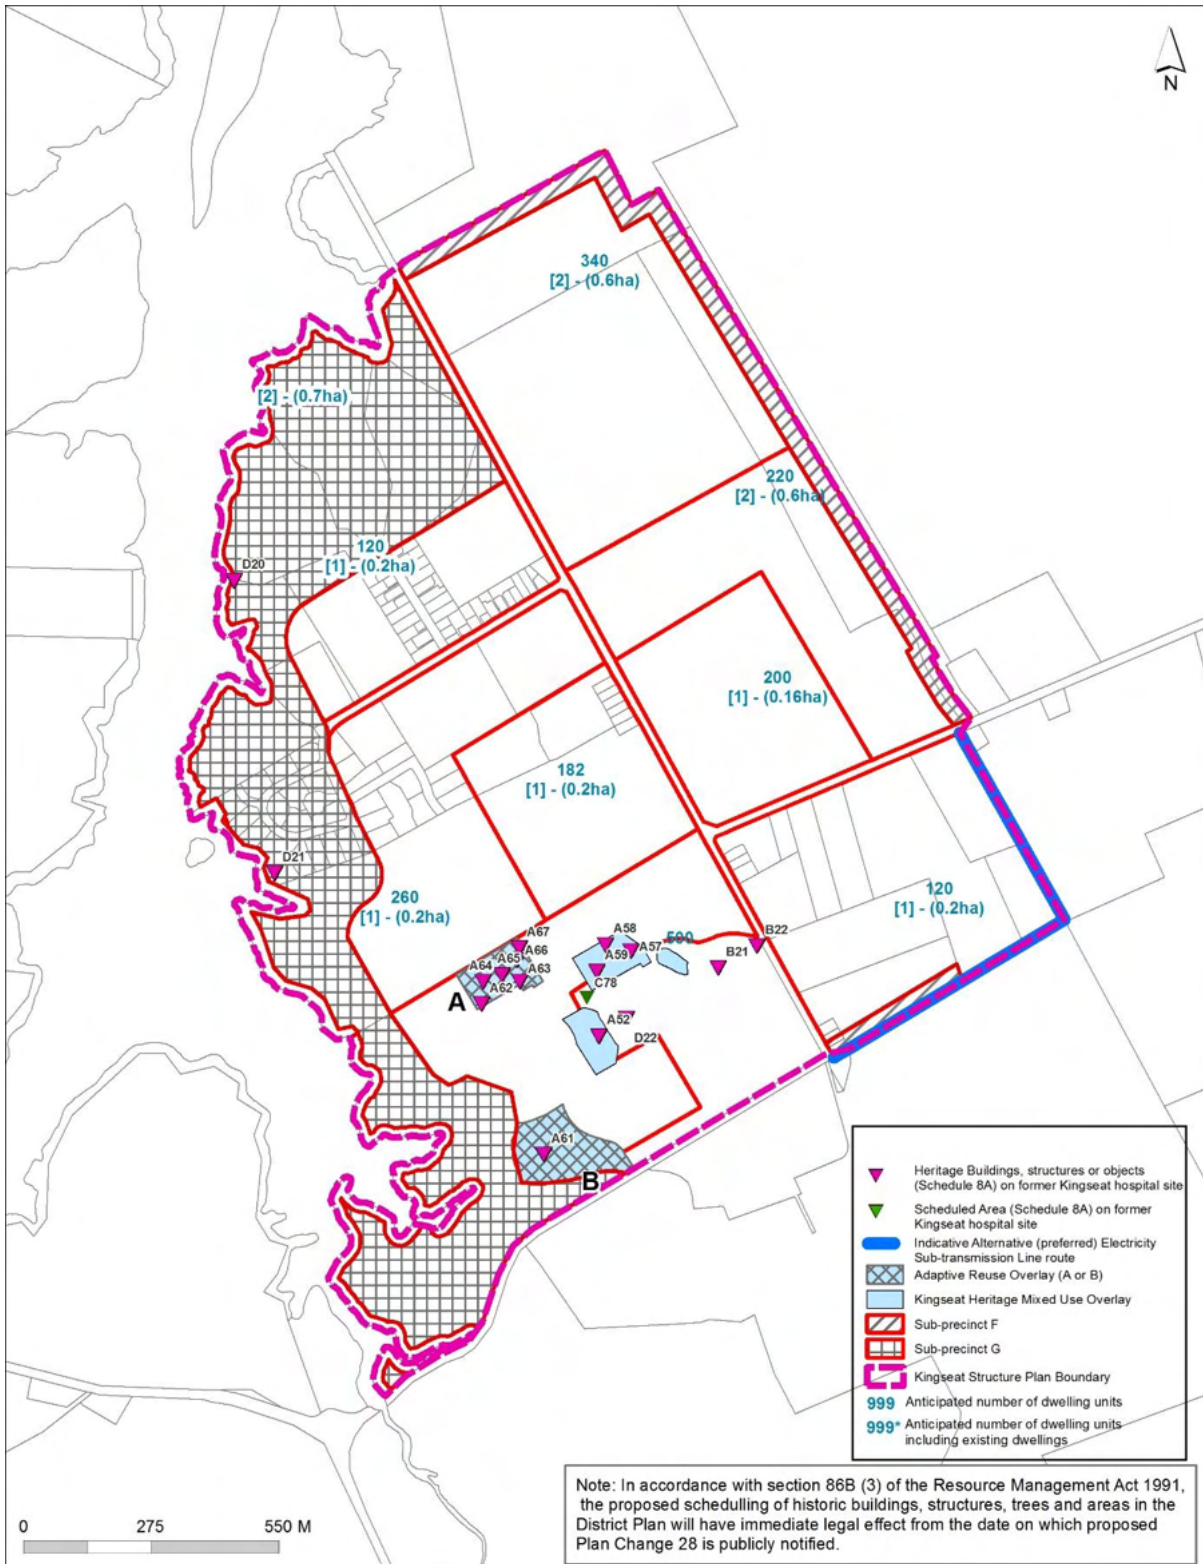 N
340
[2] - (0.6ha)
[2] - (0.7ha)
220
[2] - (0.6ha)
120
[1] - (0.2ha)
D20
200
[1] - (0.16ha)
182
[1] - (0.2ha)
D21
260
[1] - (0.2ha)
120
[1] - (0.2ha)
A67
A66
A65
A64
A63
A62
A
A58
A57
A59
B22
B21
C78
A52
D22
A61
B
Heritage Buildings, structures or objects
(Schedule 8A) on former Kingseat hospital site
Scheduled Area (Schedule 8A) on former
Kingseat hospital site
Indicative Alternative (preferred) Electricity
Sub-transmission Line route
Adaptive Reuse Overlay (A or B)
Kingseat Heritage Mixed Use Overlay
Sub-precinct F
Sub-precinct G
Kingseat Structure Plan Boundary
999 Anticipated number of dwelling units
999* Anticipated number of dwelling units
including existing dwellings
Note: In accordance with section 86B (3) of the Resource Management Act 1991,
the proposed schedulling of historic buildings, structures, trees and areas in the
District Plan will have immediate legal effect from the date on which proposed
Plan Change 28 is publicly notified.
0 275 550 M